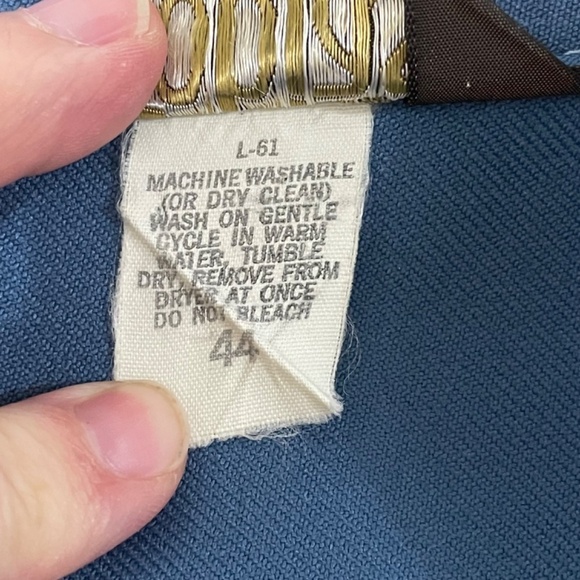 L-61
MACHINE WASHABLE
(OR DRY CLEAN)
WASH ON GENTLE
CYCLE IN WARM
WATER, TUMBLE
DRY, REMOVE FROM
DRYER AT ONCE
DO NOT BLEACH
44